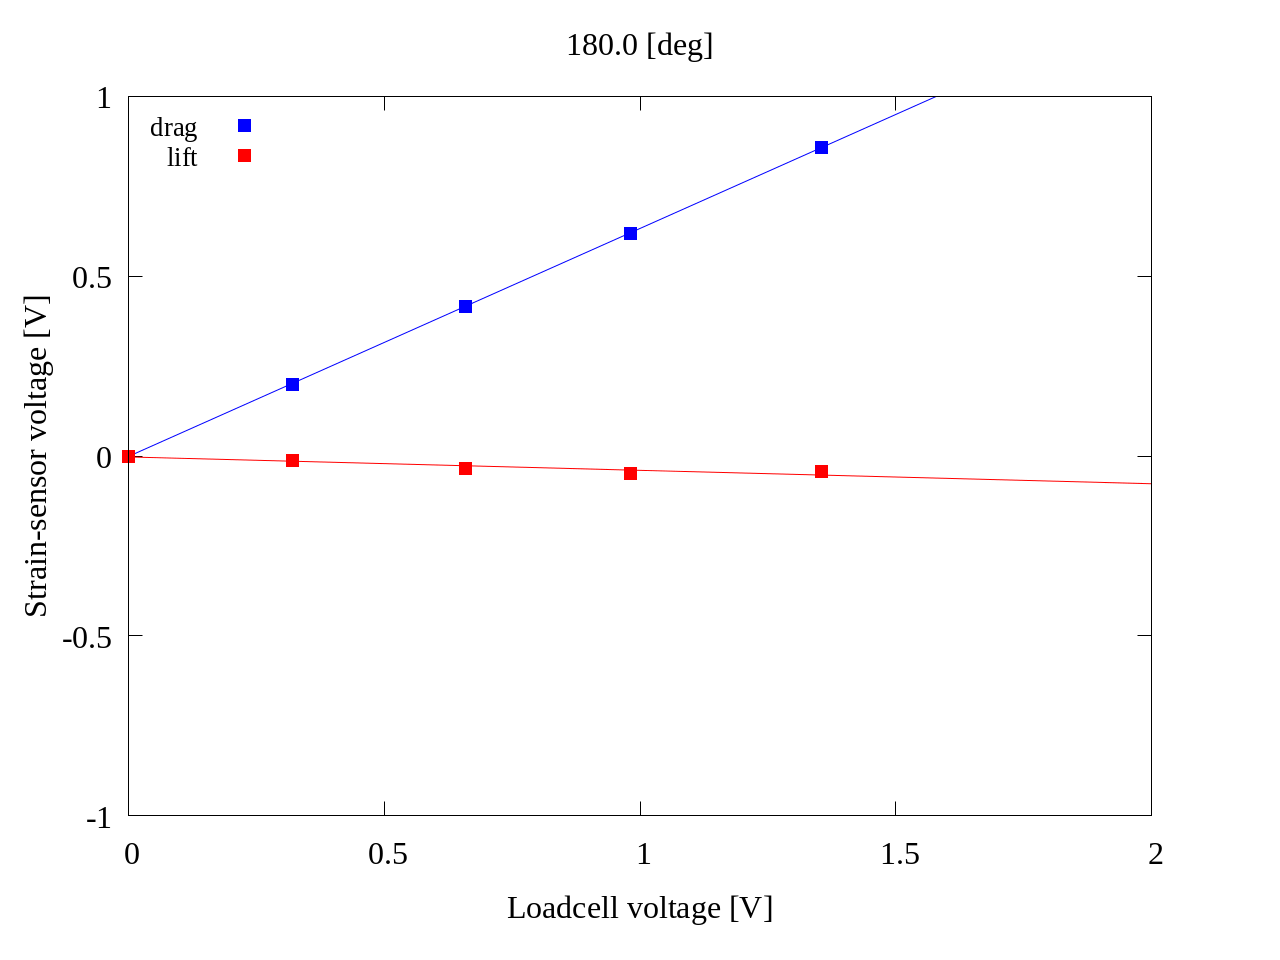 180.0 [deg]
drag
lift
1
0.5
0
-0.5
-1
Strain-sensor voltage [V]
0 0.5 1 1.5 2
Loadcell voltage [V]